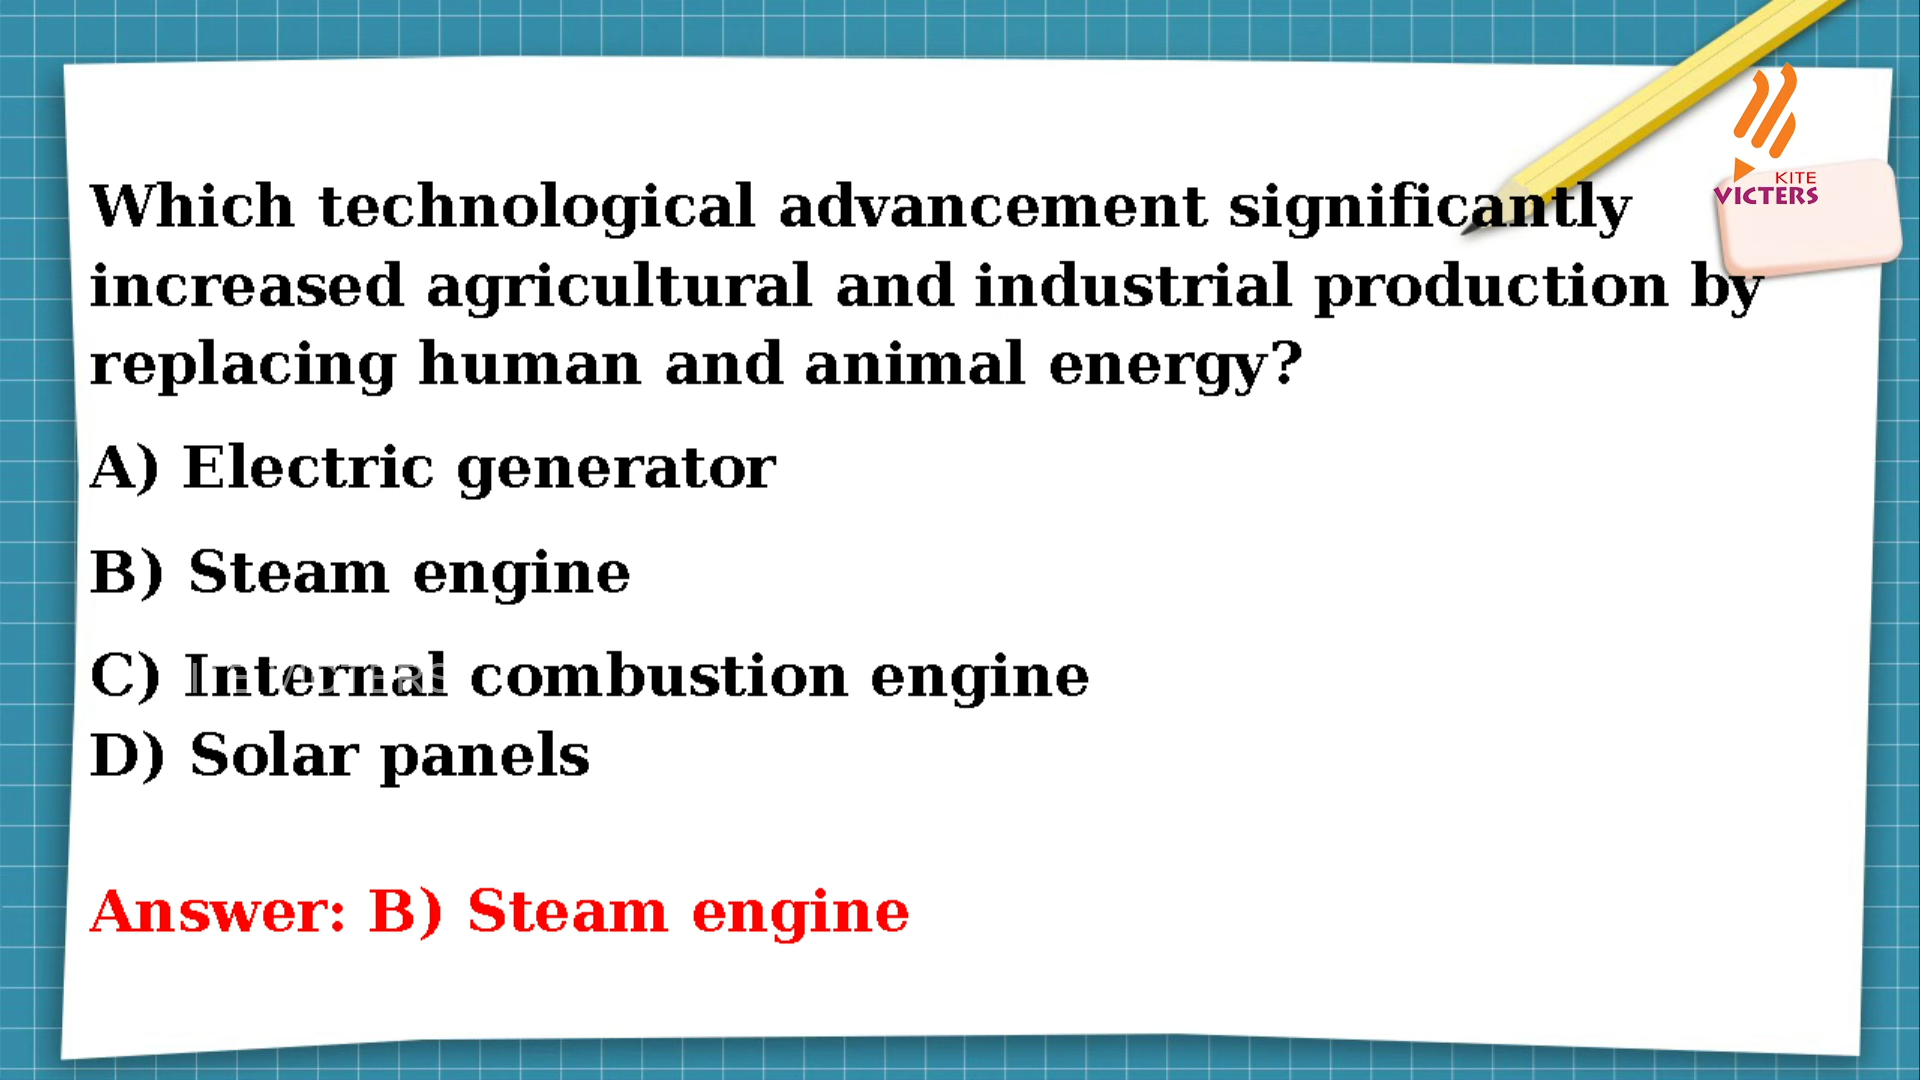 KITE
VICTERS
Which technological advancement significantly
increased agricultural and industrial production by
replacing human and animal energy?
A) Electric generator
B) Steam engine
C) Internal combustion engine
D) Solar panels
Answer: B) Steam engine